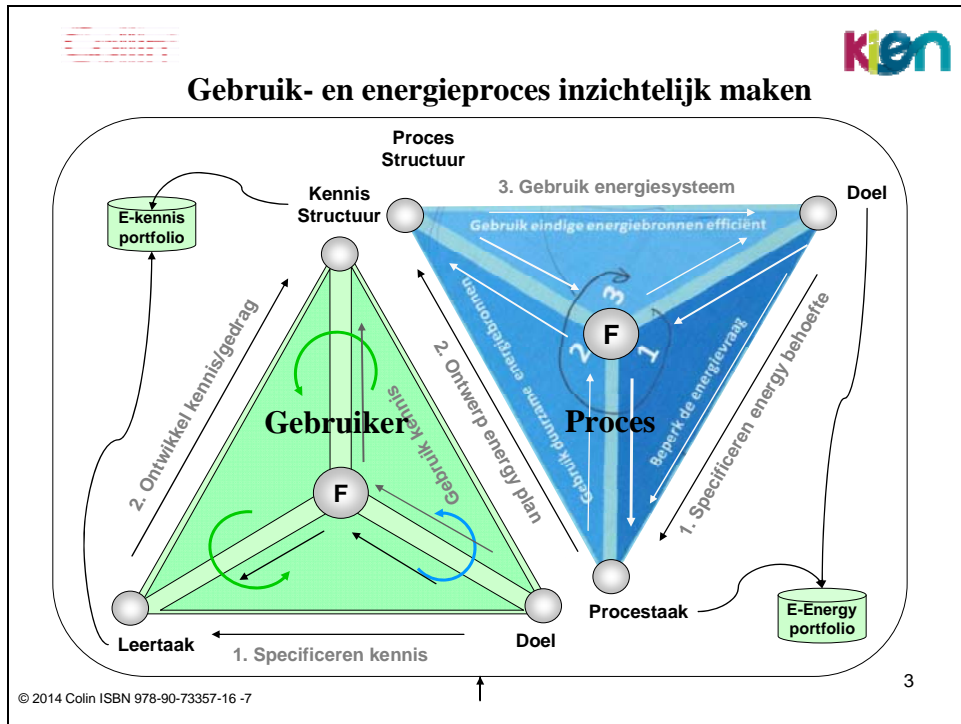 Colin
kien
Gebruik- en energieproces inzichtelijk maken
Proces
Structuur
Kennis
Structuur
3. Gebruik energiesysteem
Doel
E-kennis
portfolio
Gebruik eindige energiebronnen efficiënt
3
2
1
F
2. Ontwikkel kennis/gedrag
Gebruiker
Gebruik kennis
2. Ontwerp energy plan
Gebruik duurzame energiebronnen
Proces
Beperk de energievraag
1. Specificeren energy behoefte
F
Leertaak
1. Specificeren kennis
Doel
Procestaak
E-Energy
portfolio
© 2014 Colin ISBN 978-90-73357-16 -7
3